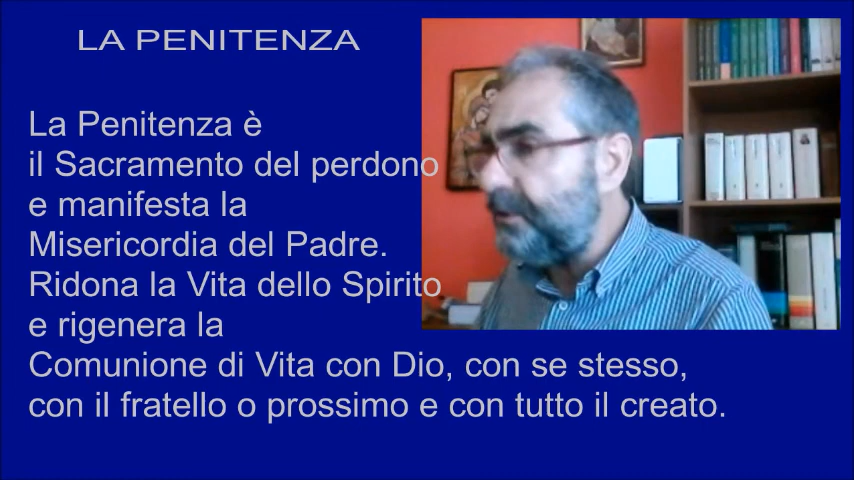 LA PENITENZA
La Penitenza è
il Sacramento del perdono
e manifesta la
Misericordia del Padre.
Ridona la Vita dello Spirito
e rigenera la
Comunione di Vita con Dio, con se stesso,
con il fratello o prossimo e con tutto il creato.